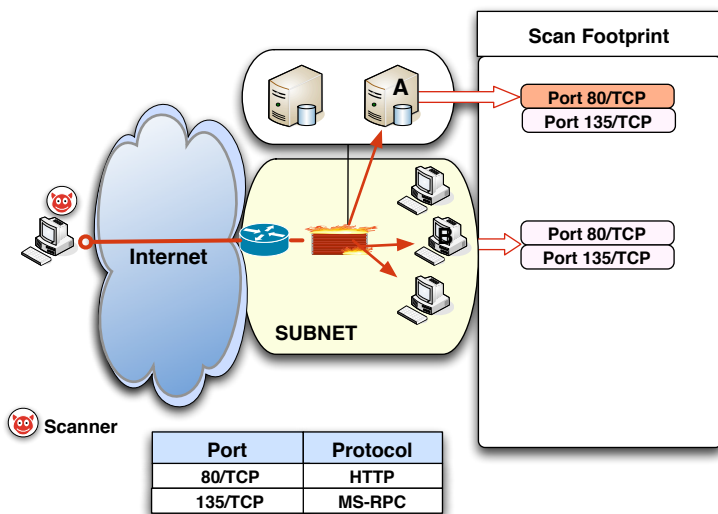 Scan Footprint
A
Port 80/TCP
Port 135/TCP
B
Port 80/TCP
Port 135/TCP
Internet
SUBNET
Scanner
Port Protocol
80/TCP HTTP
135/TCP MS-RPC